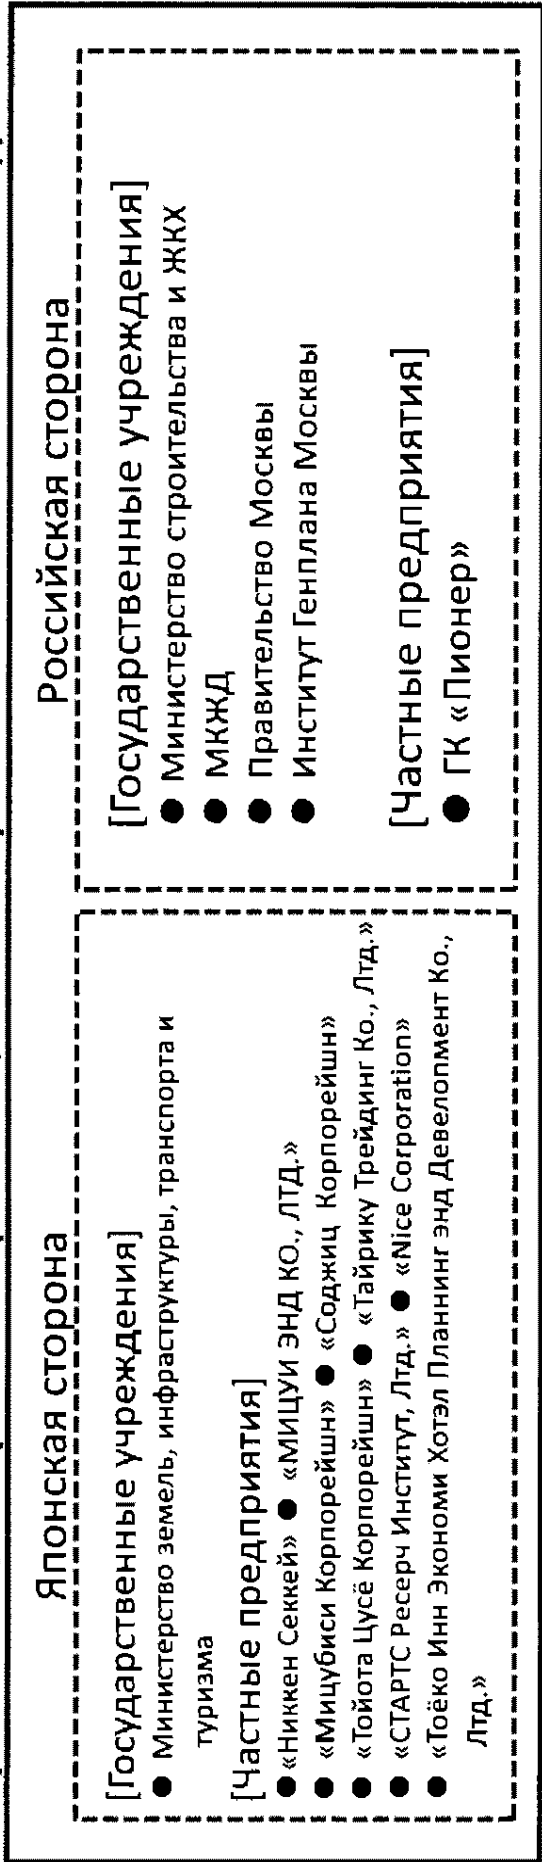 Японская сторона
[Государственные учреждения]
● Министерство земель, инфраструктуры, транспорта и
туризма
[Частные предприятия]
●«Никкен Секкей» ● «МИЦУИ ЭНД КО., ЛТД.»
● «Мицубиси Корпорейшн» ● «Соджиц Корпорейшн»
● «Тойота Цусё Корпорейшн» ● «Тайрику Трейдинг Ко., Лтд.»
● «СТАРТС Ресерч Институт, Лтд.» ● «Nice Corporation»
● «Тоёко Инн Экономи Хотэл Планнинг энд Девелопмент Ко.,
Лтд.»
Российская сторона
[Государственные учреждения]
● Министерство строительства и ЖКХ
● МКЖД
● Правительство Москвы
● Институт Генплана Москвы
[Частные предприятия]
● ГК «Пионер»